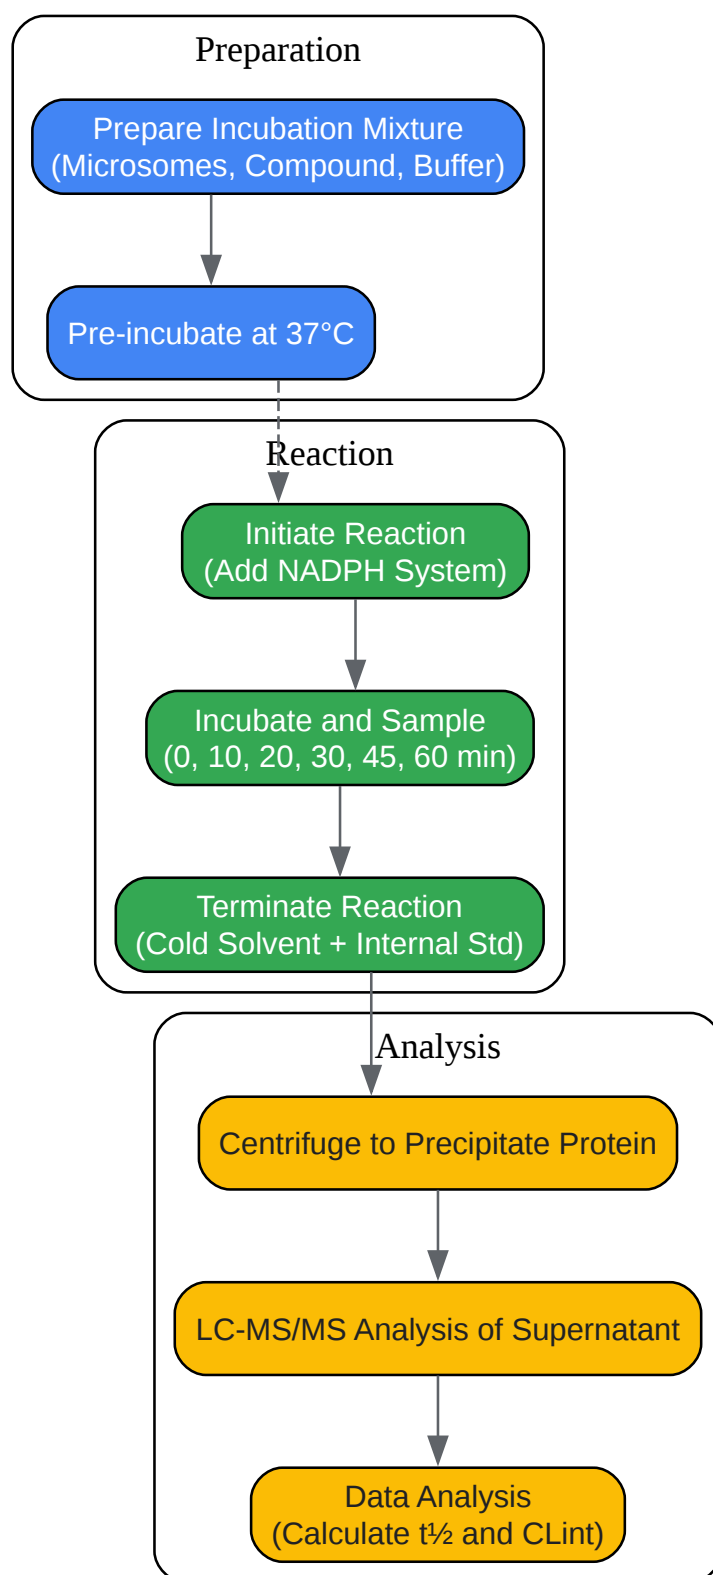 Preparation
Prepare Incubation Mixture
(Microsomes, Compound, Buffer)
Pre-incubate at 37°C
Reaction
Initiate Reaction
(Add NADPH System)
Incubate and Sample
(0, 10, 20, 30, 45, 60 min)
Terminate Reaction
(Cold Solvent + Internal Std)
Analysis
Centrifuge to Precipitate Protein
LC-MS/MS Analysis of Supernatant
Data Analysis
(Calculate t½ and CLint)